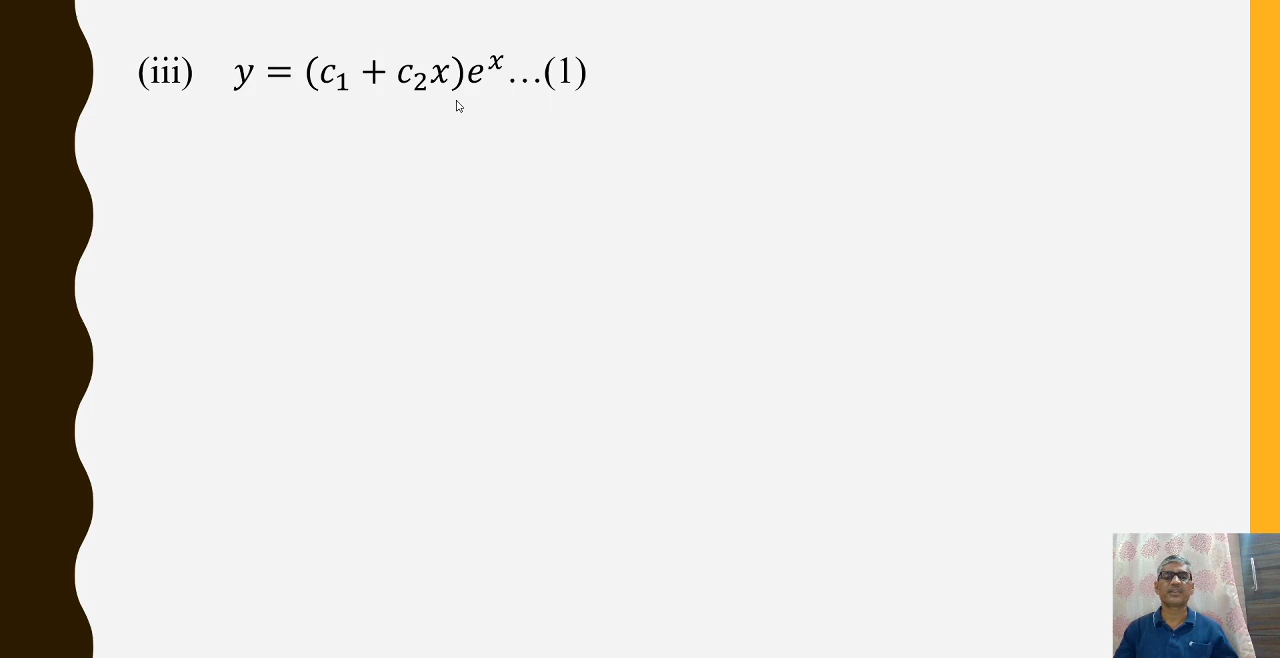 (iii) y = (c₁ + c₂x)eˣ…(1)